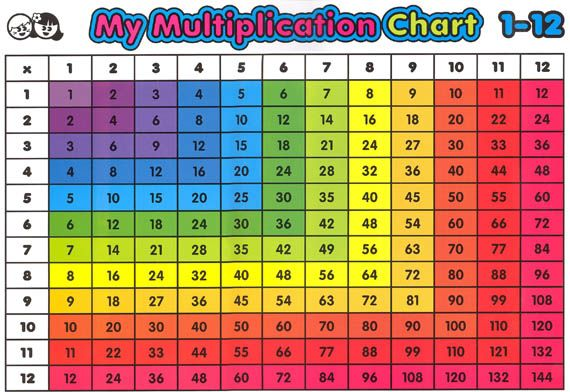 My Multiplication Chart 1-12
x 1 2 3 4 5 6 7 8 9 10 11 12
1 1 2 3 4 5 6 7 8 9 10 11 12
2 2 4 6 8 10 12 14 16 18 20 22 24
3 3 6 9 12 15 18 21 24 27 30 33 36
4 4 8 12 16 20 24 28 32 36 40 44 48
5 5 10 15 20 25 30 35 40 45 50 55 60
6 6 12 18 24 30 36 42 48 54 60 66 72
7 7 14 21 28 35 42 49 56 63 70 77 84
8 8 16 24 32 40 48 56 64 72 80 88 96
9 9 18 27 36 45 54 63 72 81 90 99 108
10 10 20 30 40 50 60 70 80 90 100 110 120
11 11 22 33 44 55 66 77 88 99 110 121 132
12 12 24 36 48 60 72 84 96 108 120 132 144